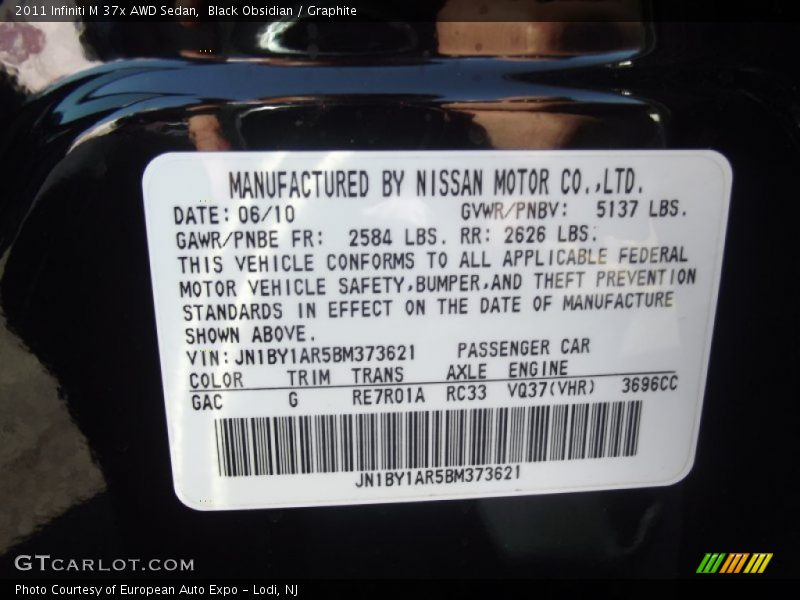 2011 Infiniti M 37x AWD Sedan,  Black Obsidian / Graphite
MANUFACTURED BY NISSAN MOTOR CO.,LTD.
DATE: 06/10 GVWR/PNBV: 5137 LBS.
GAWR/PNBE FR: 2584 LBS. RR: 2626 LBS.
THIS VEHICLE CONFORMS TO ALL APPLICABLE FEDERAL
MOTOR VEHICLE SAFETY,BUMPER,AND THEFT PREVENTION
STANDARDS IN EFFECT ON THE DATE OF MANUFACTURE
SHOWN ABOVE.
VIN: JN1BY1AR5BM373621 PASSENGER CAR
COLOR TRIM TRANS AXLE ENGINE
GAC G RE7R01A RC33 VQ37(VHR) 3696CC
JN1BY1AR5BM373621
GTCARLOT.COM
Photo Courtesy of European Auto Expo - Lodi, NJ